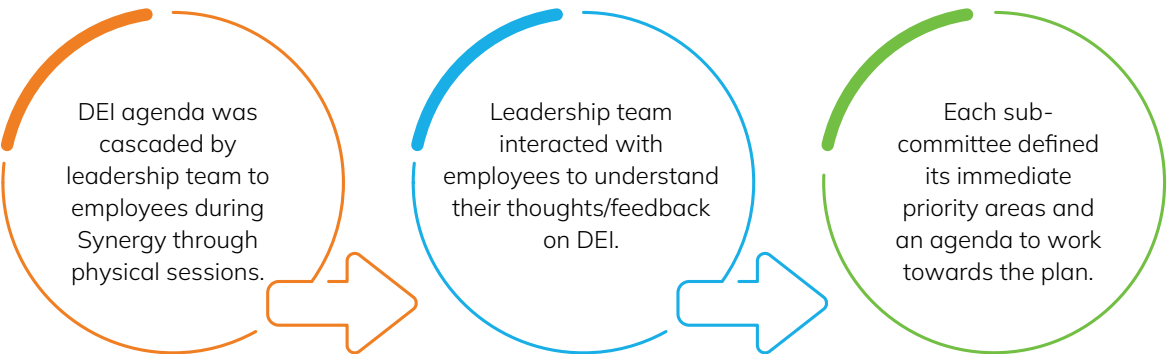 DEI agenda was
cascaded by
leadership team to
employees during
Synergy through
physical sessions.
Leadership team
interacted with
employees to understand
their thoughts/feedback
on DEI.
Each sub-
committee defined
its immediate
priority areas and
an agenda to work
towards the plan.